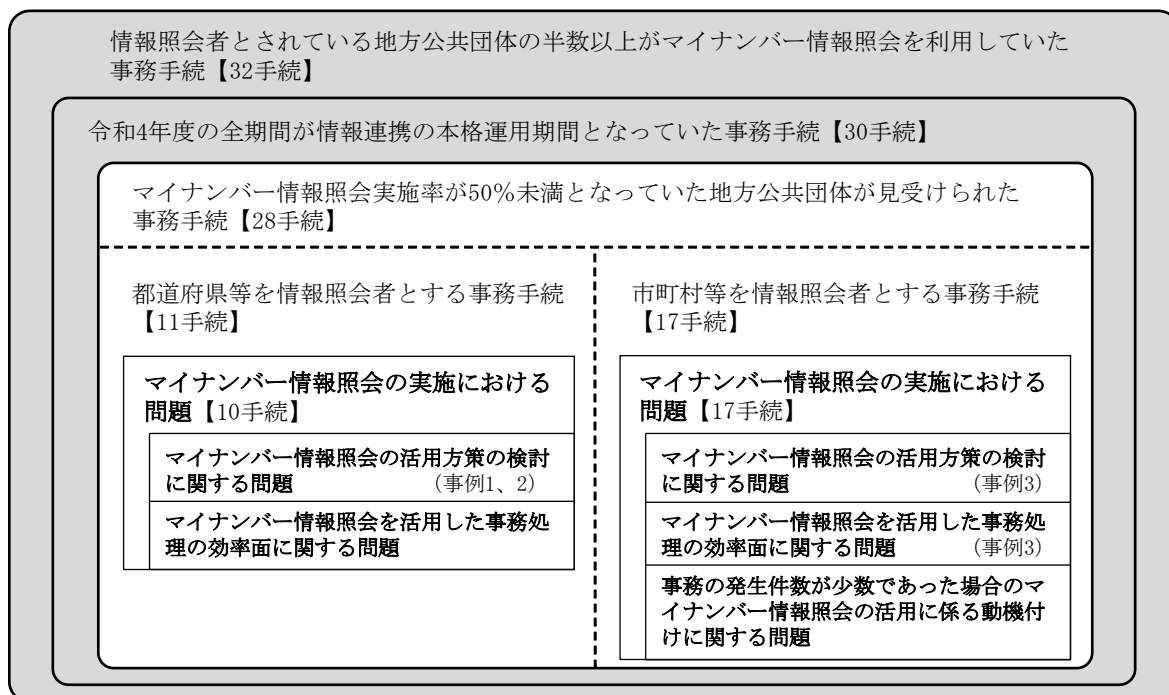 情報照会者とされている地方公共団体の半数以上がマイナンバー情報照会を利用していた
事務手続【32手続】
令和4年度の全期間が情報連携の本格運用期間となっていた事務手続【30手続】
マイナンバー情報照会実施率が50%未満となっていた地方公共団体が見受けられた
事務手続【28手続】
都道府県等を情報照会者とする事務手続
【11手続】
マイナンバー情報照会の実施における
問題【10手続】
マイナンバー情報照会の活用方策の検討
に関する問題 (事例1、2)
マイナンバー情報照会を活用した事務処
理の効率面に関する問題
市町村等を情報照会者とする事務手続
【17手続】
マイナンバー情報照会の実施における
問題【17手続】
マイナンバー情報照会の活用方策の検討
に関する問題 (事例3)
マイナンバー情報照会を活用した事務処
理の効率面に関する問題 (事例3)
事務の発生件数が少数であった場合のマ
イナンバー情報照会の活用に係る動機付
けに関する問題